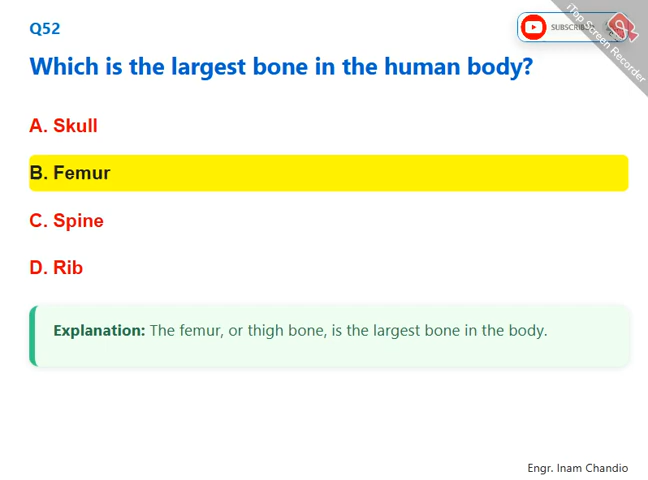 Q52
SUBSCRIBE
iTop Screen Recorder
Which is the largest bone in the human body?
A. Skull
B. Femur
C. Spine
D. Rib
Explanation: The femur, or thigh bone, is the largest bone in the body.
Engr. Inam Chandio